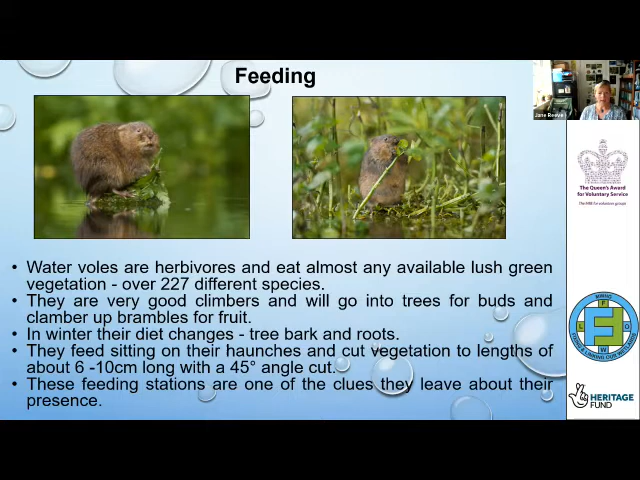 Feeding
Jane Reeve
The Queen's Award
for Voluntary Service
The MBE for volunteer groups
• Water voles are herbivores and eat almost any available lush green
vegetation - over 227 different species.
• They are very good climbers and will go into trees for buds and
clamber up brambles for fruit.
• In winter their diet changes - tree bark and roots.
• They feed sitting on their haunches and cut vegetation to lengths of
about 6 -10cm long with a 45° angle cut.
• These feeding stations are one of the clues they leave about their
presence.
HERITAGE
FUND